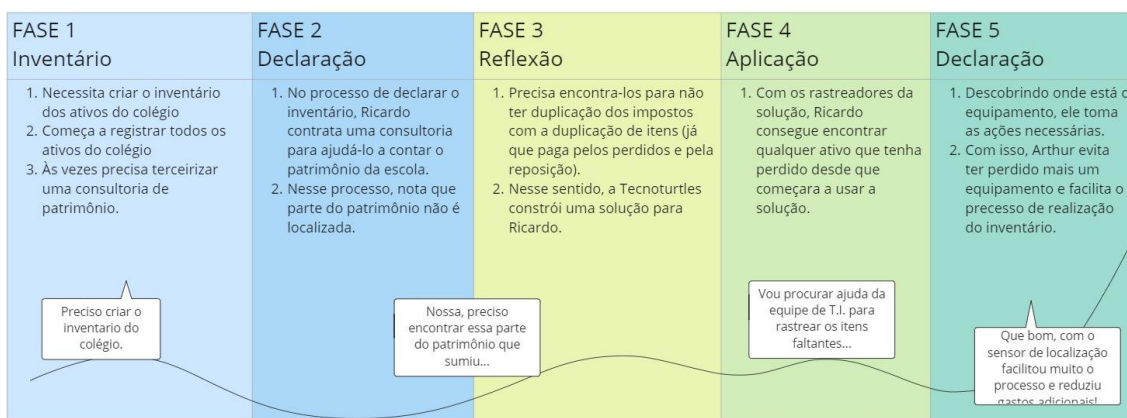 FASE 1
Inventário
1. Necessita criar o inventário
dos ativos do colégio
2. Começa a registrar todos os
ativos do colégio
3. Às vezes precisa terceirizar
uma consultoria de
patrimônio.
Preciso criar o
inventario do
colégio.
FASE 2
Declaração
1. No processo de declarar o
inventário, Ricardo
contrata uma consultoria
para ajudá-lo a contar o
patrimônio da escola.
2. Nesse processo, nota que
parte do patrimônio não é
localizada.
Nossa, preciso
encontrar essa parte
do patrimônio que
sumiu...
FASE 3
Reflexão
1. Precisa encontra-los para não
ter duplicação dos impostos
com a duplicação de itens (já
que paga pelos perdidos e pela
reposição).
2. Nesse sentido, a Tecnoturtles
constrói uma solução para
Ricardo.
FASE 4
Aplicação
1. Com os rastreadores da
solução, Ricardo
consegue encontrar
qualquer ativo que tenha
perdido desde que
começara a usar a
solução.
Vou procurar ajuda da
equipe de T.I. para
rastrear os itens
faltantes...
FASE 5
Declaração
1. Descobrindo onde está o
equipamento, ele toma
as ações necessárias.
2. Com isso, Arthur evita
ter perdido mais um
equipamento e facilita o
precesso de realização
do inventário.
Que bom, com o
sensor de localização
facilitou muito o
processo e reduziu
gastos adicionais!